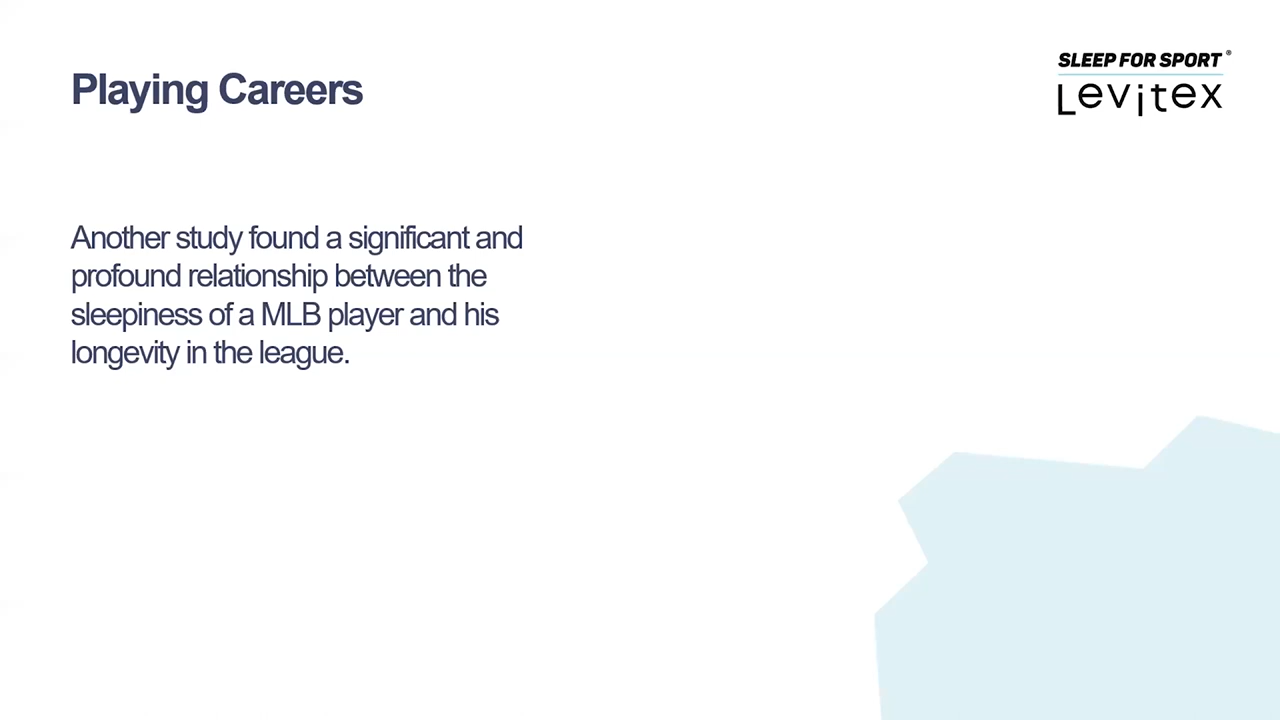 Playing Careers
SLEEP FOR SPORT®
Levitex
Another study found a significant and
profound relationship between the
sleepiness of a MLB player and his
longevity in the league.